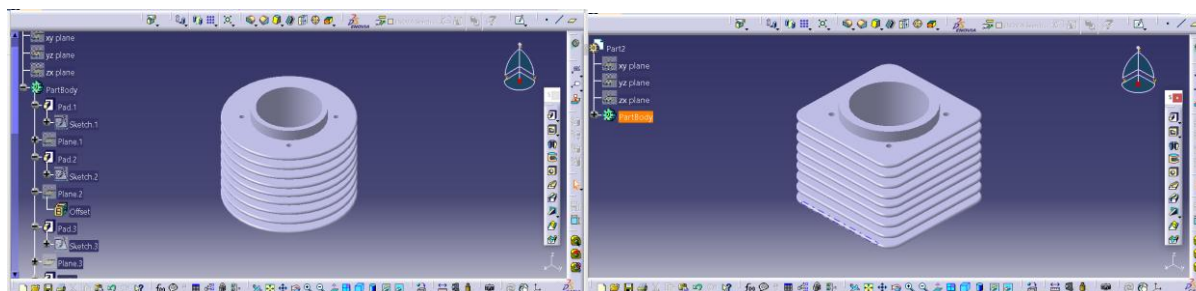 xy plane
yz plane
zx plane
PartBody
Pad.1
Sketch.1
Plane.1
Pad.2
Sketch.2
Plane.2
Offset
Pad.3
Sketch.3
Plane.3
Part2
xy plane
yz plane
zx plane
PartBody